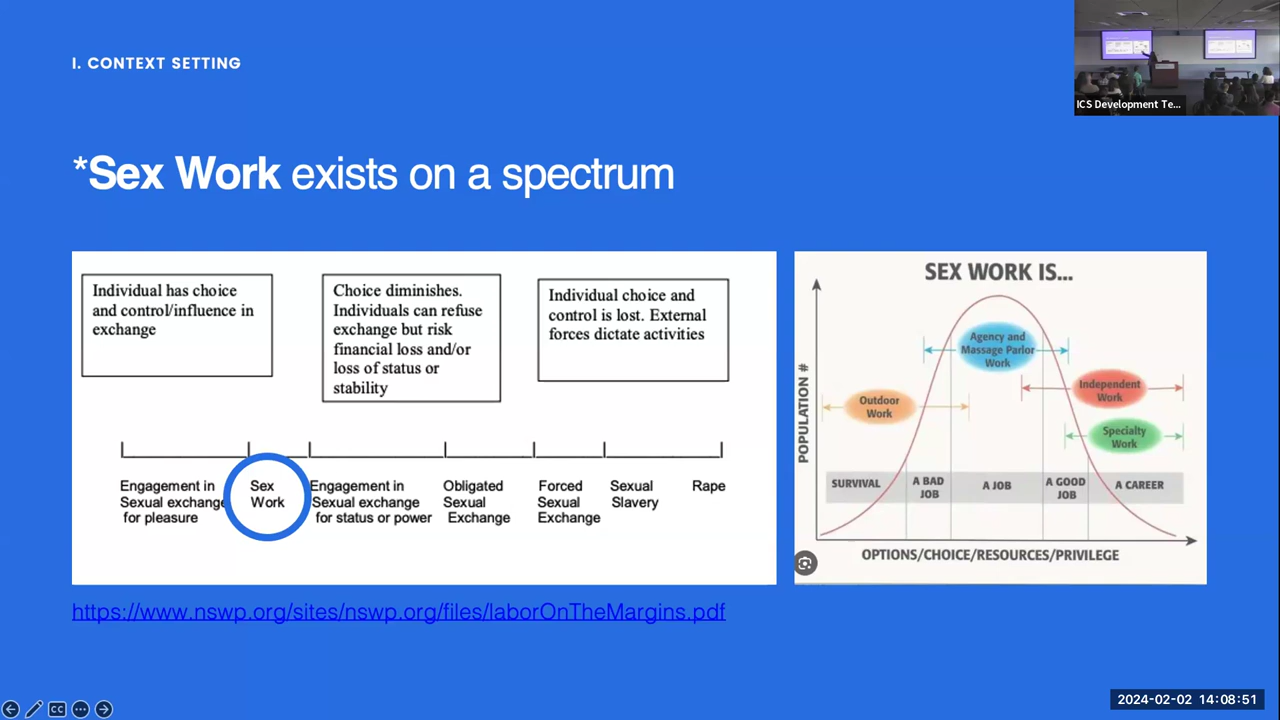 I. CONTEXT SETTING
ICS Development Te...
*Sex Work exists on a spectrum
Individual has choice
and control/influence in
exchange
Choice diminishes.
Individuals can refuse
exchange but risk
financial loss and/or
loss of status or
stability
Individual choice and
control is lost. External
forces dictate activities
Engagement in
Sexual exchange
for pleasure
Sex
Work
Engagement in
Sexual exchange
for status or power
Obligated
Sexual
Exchange
Forced
Sexual
Exchange
Sexual
Slavery
Rape
SEX WORK IS...
POPULATION #
Agency and
Massage Parlor
Work
Independent
Work
Outdoor
Work
Specialty
Work
SURVIVAL
A BAD
JOB
A JOB
A GOOD
JOB
A CAREER
OPTIONS/CHOICE/RESOURCES/PRIVILEGE
https://www.nswp.org/sites/nswp.org/files/laborOnTheMargins.pdf
CC
2024-02-02 14:08:51